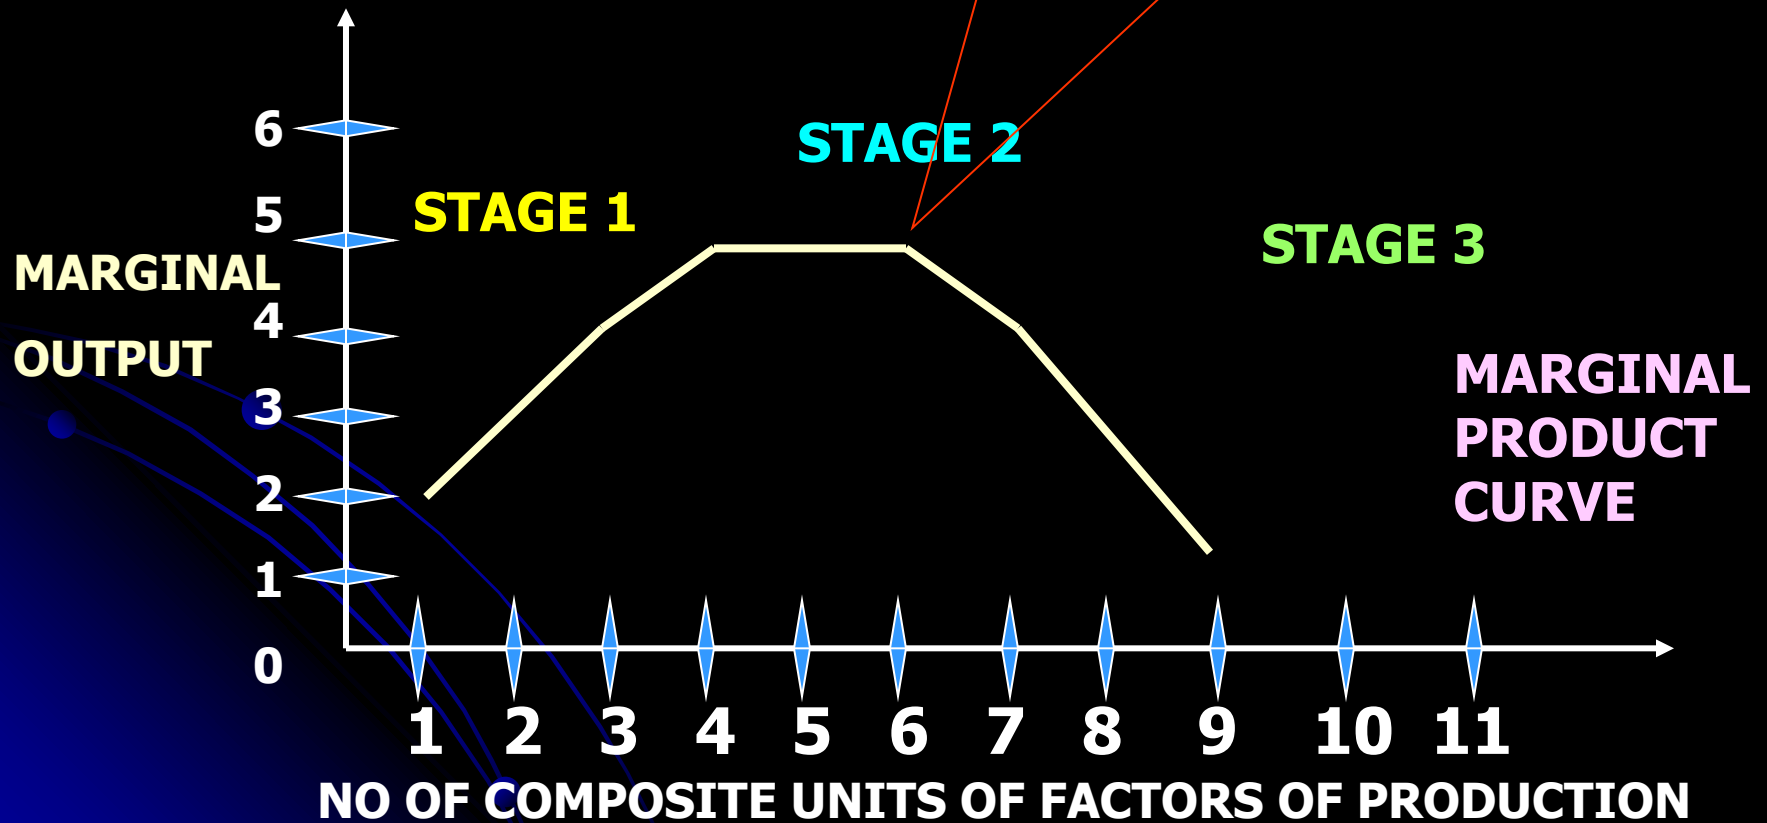 6
STAGE 2
5
STAGE 1
STAGE 3
MARGINAL
OUTPUT
4
3
2
1
0
MARGINAL
PRODUCT
CURVE
1 2 3 4 5 6 7 8 9 10 11
NO OF COMPOSITE UNITS OF FACTORS OF PRODUCTION